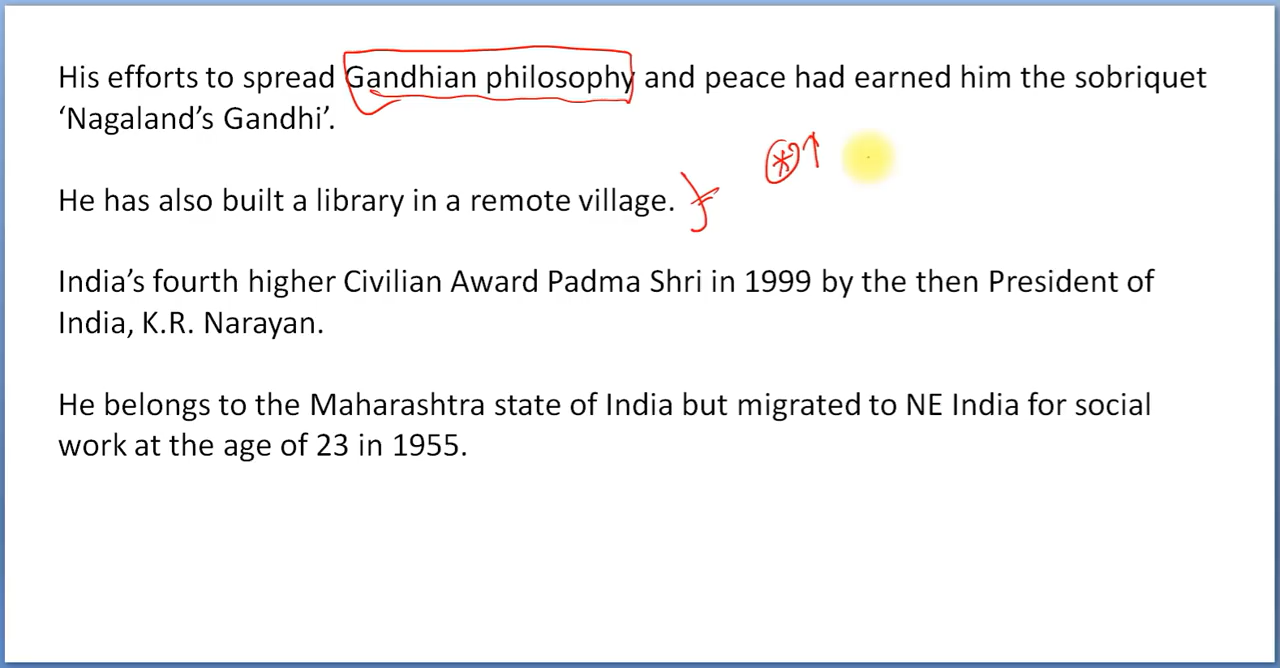 His efforts to spread Gandhian philosophy and peace had earned him the sobriquet
‘Nagaland’s Gandhi’.
He has also built a library in a remote village.
India’s fourth higher Civilian Award Padma Shri in 1999 by the then President of
India, K.R. Narayan.
He belongs to the Maharashtra state of India but migrated to NE India for social
work at the age of 23 in 1955.